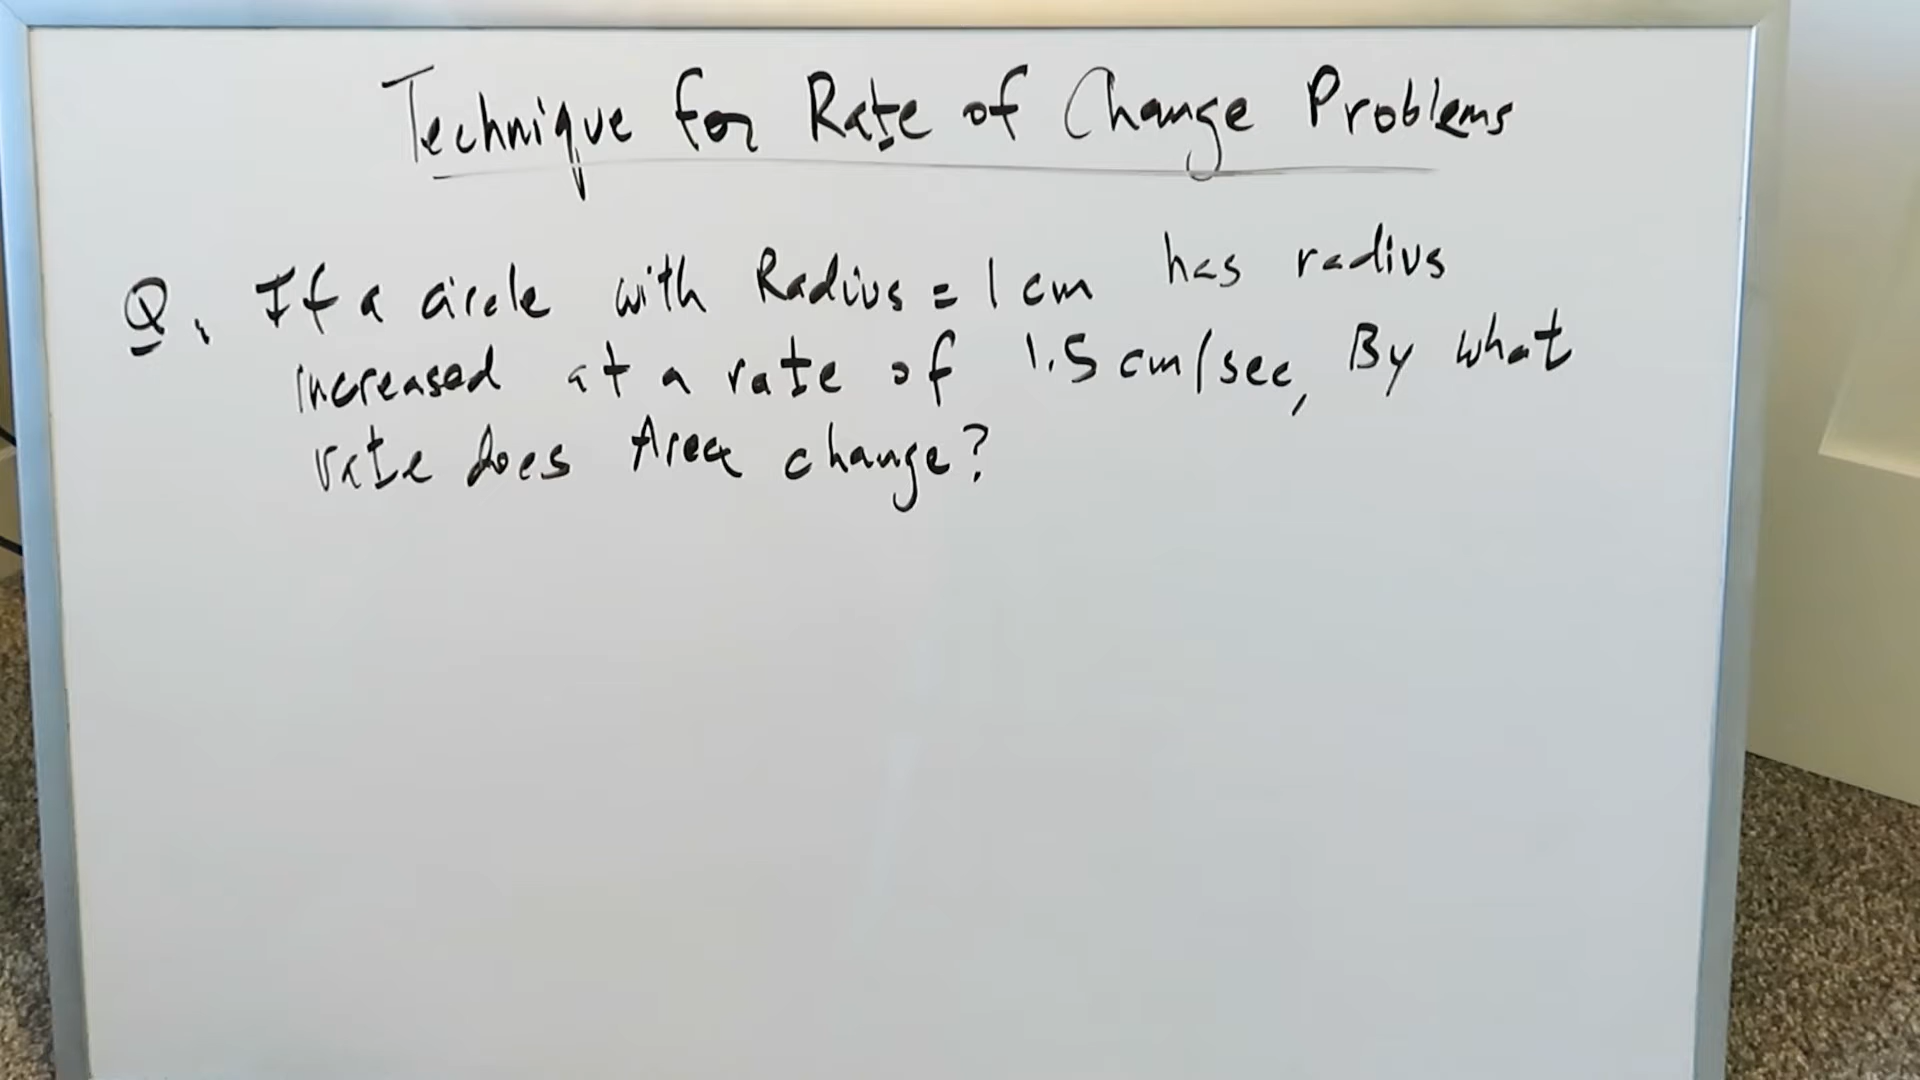 Technique for Rate of Change Problems
Q. If a circle with Radius = 1 cm has radius
increased at a rate of 1.5 cm/sec, By what
rate does Area change?